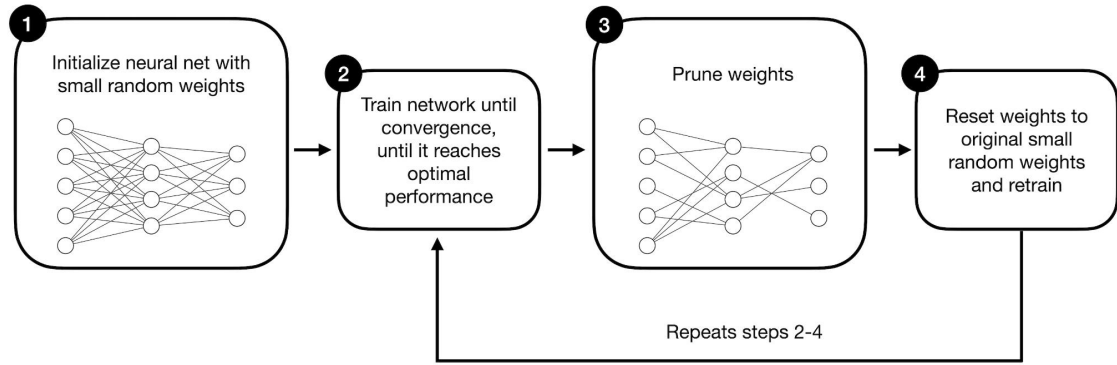 1
Initialize neural net with
small random weights
2
Train network until
convergence,
until it reaches
optimal
performance
3
Prune weights
4
Reset weights to
original small
random weights
and retrain
Repeats steps 2-4